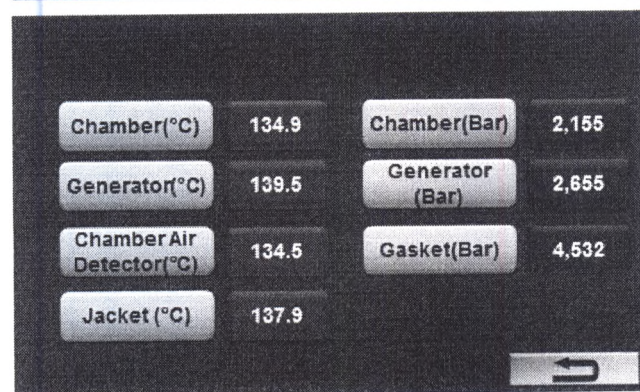 Chamber(°C) 134.9 Chamber(Bar) 2,155
Generator(°C) 139.5 Generator
(Bar) 2,655
Chamber Air
Detector(°C) 134.5 Gasket(Bar) 4,532
Jacket (°C) 137.9